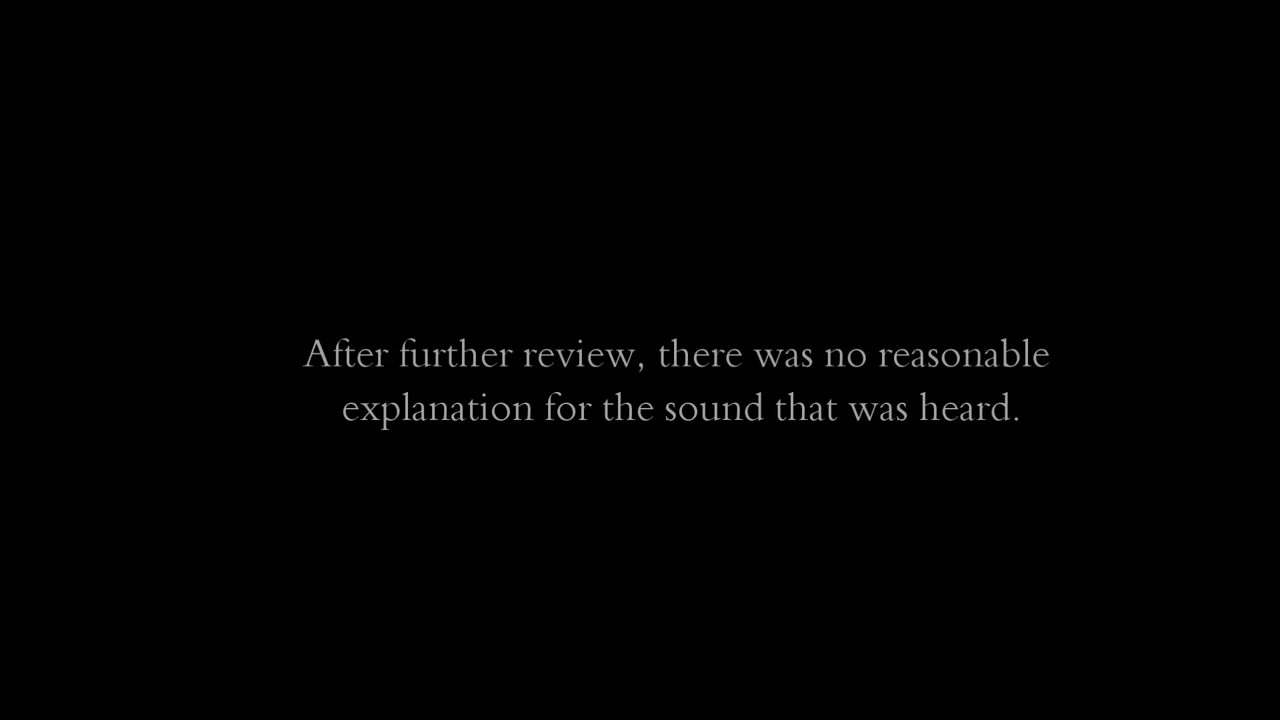 After further review, there was no reasonable
explanation for the sound that was heard.